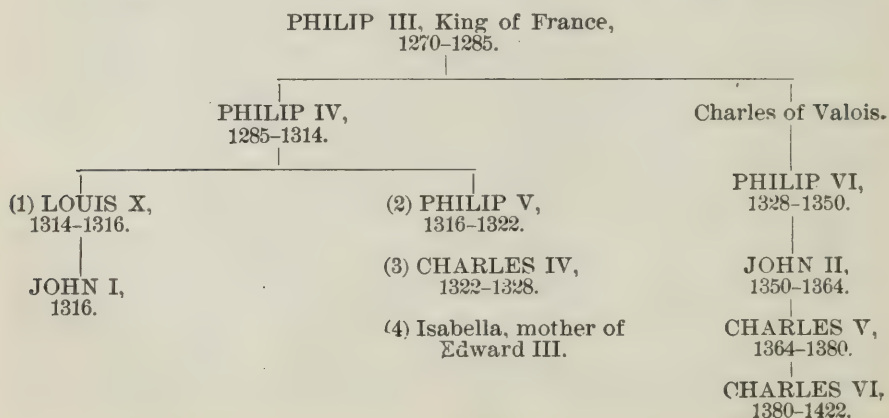 PHILIP III, King of France,
1270–1285.
PHILIP IV,
1285–1314.
Charles of Valois.
(1) LOUIS X,
1314–1316.
(2) PHILIP V,
1316–1322.
PHILIP VI,
1328–1350.
JOHN I,
1316.
(3) CHARLES IV,
1322–1328.
JOHN II,
1350–1364.
(4) Isabella, mother of
Edward III.
CHARLES V,
1364–1380.
CHARLES VI,
1380–1422.